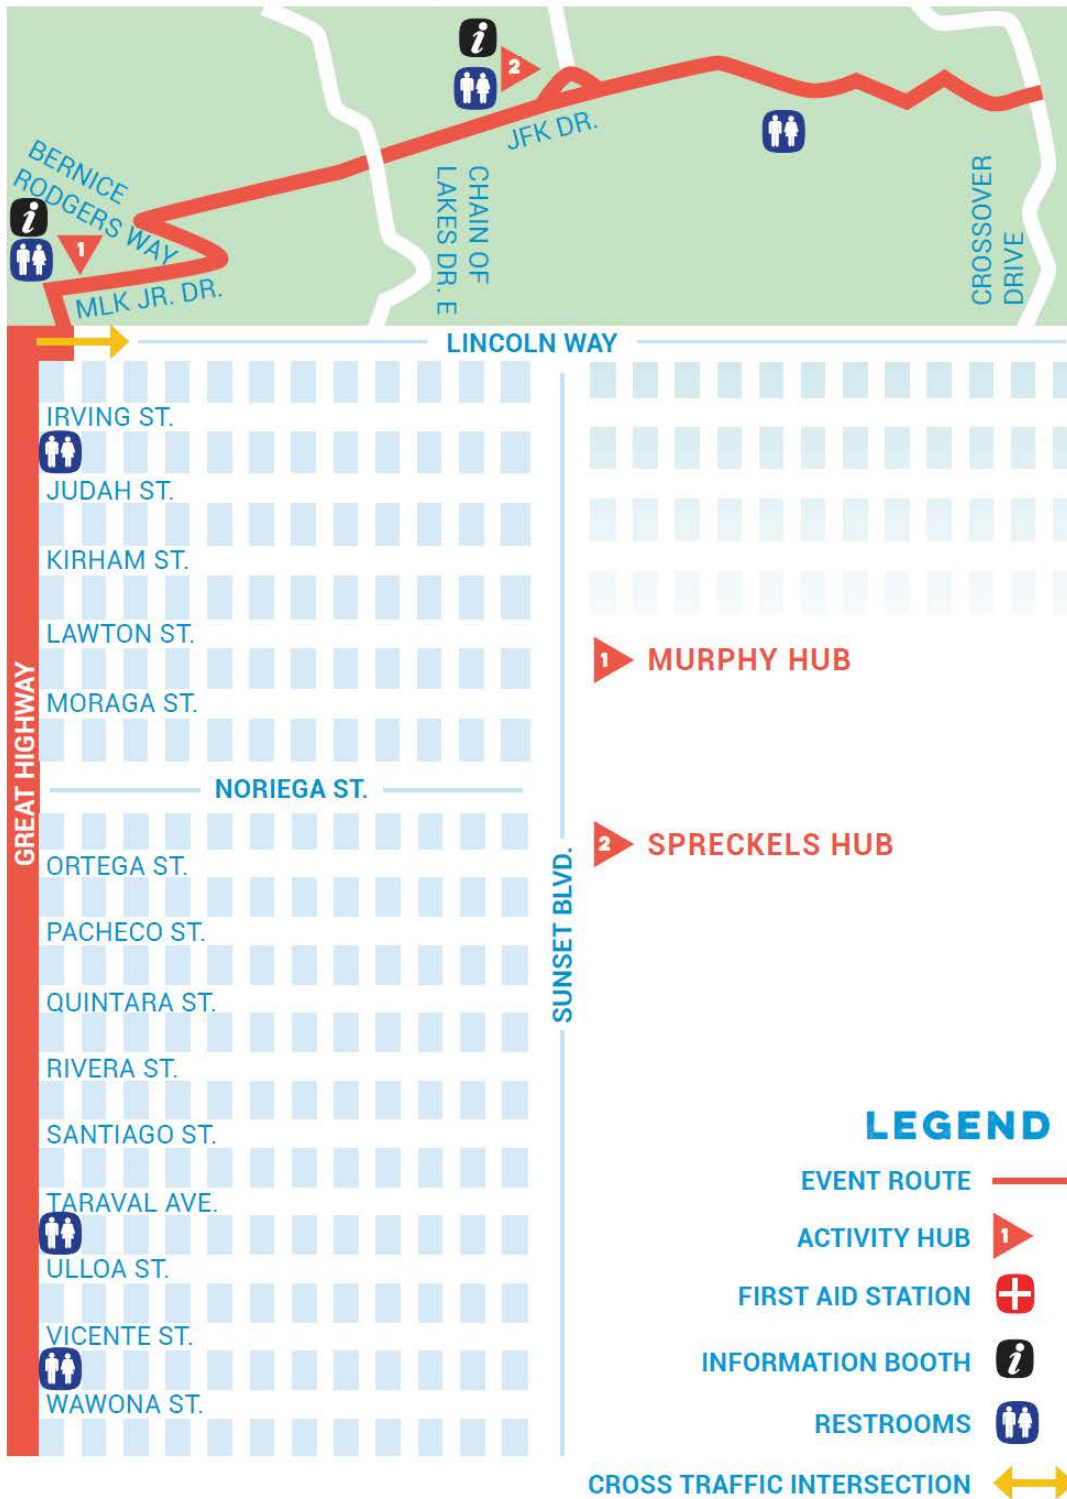 2
JFK DR.
BERNICE
RODGERS WAY
1
MLK JR. DR.
CHAIN OF
LAKES DR. E
CROSSOVER
DRIVE
LINCOLN WAY
IRVING ST.
JUDAH ST.
KIRHAM ST.
LAWTON ST.
MORAGA ST.
GREAT HIGHWAY
NORIEGA ST.
ORTEGA ST.
PACHECO ST.
QUINTARA ST.
RIVERA ST.
SANTIAGO ST.
TARAVAL AVE.
ULLOA ST.
VICENTE ST.
WAWONA ST.
SUNSET BLVD.
1 MURPHY HUB
2 SPRECKELS HUB
LEGEND
EVENT ROUTE
ACTIVITY HUB 1
FIRST AID STATION
INFORMATION BOOTH i
RESTROOMS
CROSS TRAFFIC INTERSECTION